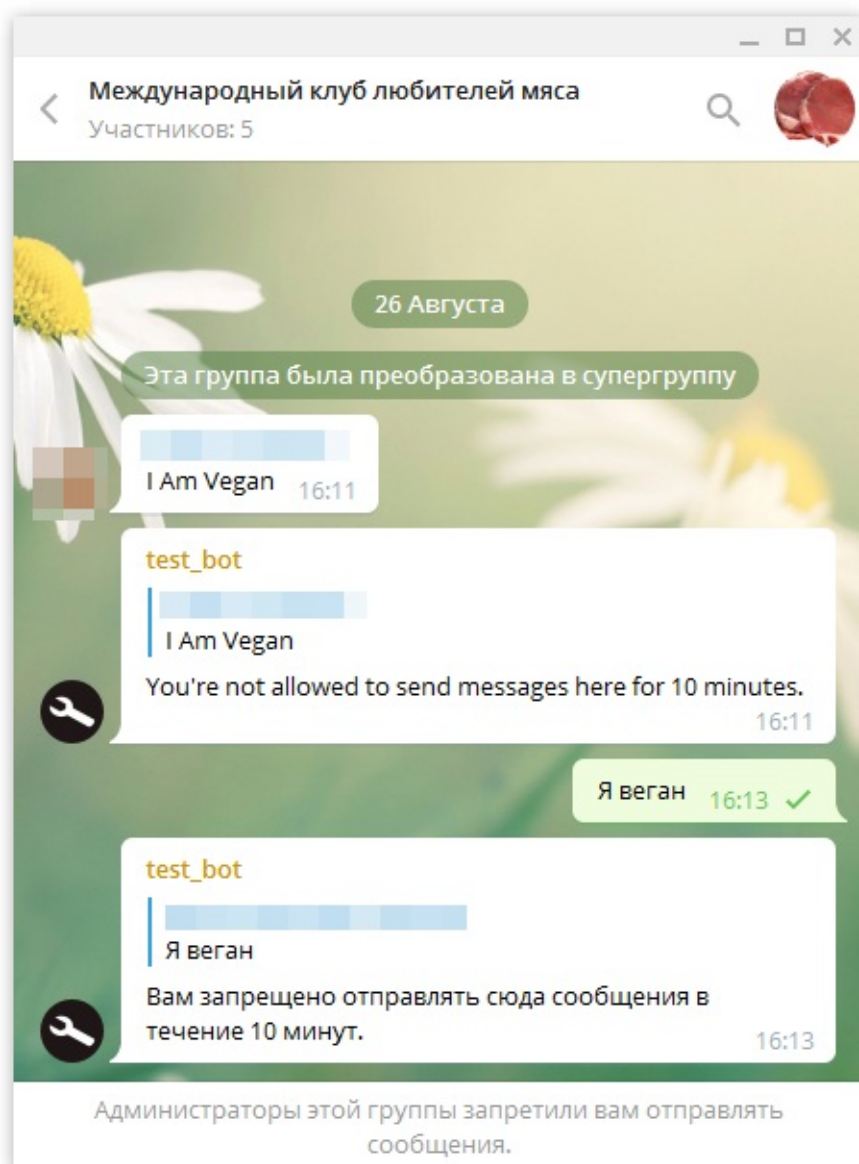 Международный клуб любителей мяса
Участников: 5
26 Августа
Эта группа была преобразована в супергруппу
I Am Vegan 16:11
test_bot
I Am Vegan
You're not allowed to send messages here for 10 minutes.
16:11
Я веган 16:13
test_bot
Я веган
Вам запрещено отправлять сюда сообщения в
течение 10 минут.
16:13
Администраторы этой группы запретили вам отправлять
сообщения.